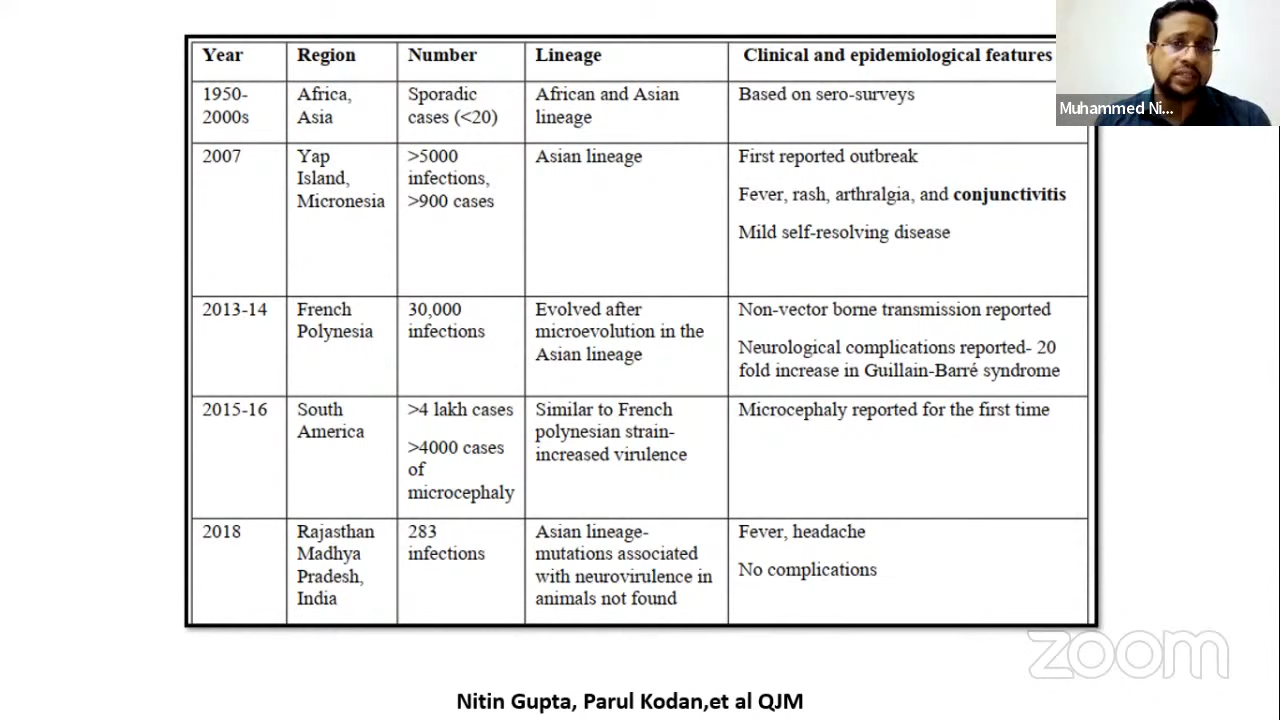 Year Region Number Lineage Clinical and epidemiological features
1950-
2000s
Africa,
Asia
Sporadic
cases (<20)
African and Asian
lineage
Based on sero-surveys
2007
Yap
Island,
Micronesia
>5000
infections,
>900 cases
Asian lineage
First reported outbreak
Fever, rash, arthralgia, and conjunctivitis
Mild self-resolving disease
2013-14
French
Polynesia
30,000
infections
Evolved after
microevolution in the
Asian lineage
Non-vector borne transmission reported
Neurological complications reported- 20
fold increase in Guillain-Barré syndrome
2015-16
South
America
>4 lakh cases
>4000 cases
of
microcephaly
Similar to French
polynesian strain-
increased virulence
Microcephaly reported for the first time
2018
Rajasthan
Madhya
Pradesh,
India
283
infections
Asian lineage-
mutations associated
with neurovirulence in
animals not found
Fever, headache
No complications
Muhammed Ni...
zoom
Nitin Gupta, Parul Kodan,et al QJM